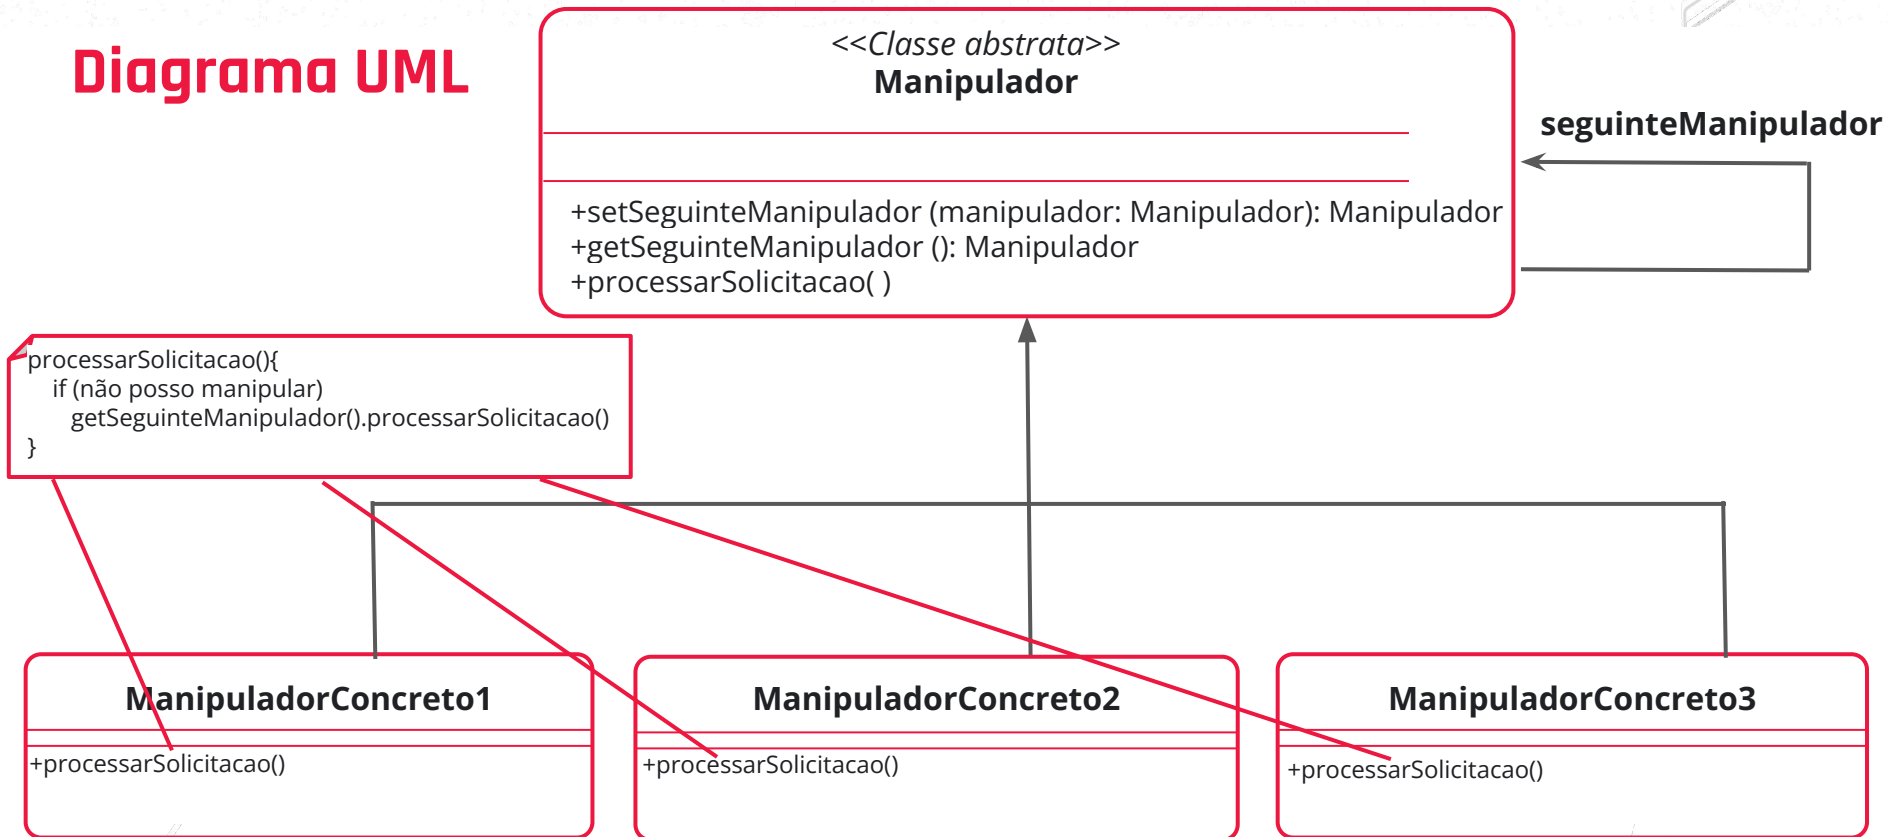 Diagrama UML
<<Classe abstrata>>
Manipulador
seguinteManipulador
+setSeguinteManipulador (manipulador: Manipulador): Manipulador
+getSeguinteManipulador (): Manipulador
+processarSolicitacao( )
processarSolicitacao(){
if (não posso manipular)
getSeguinteManipulador().processarSolicitacao()
}
ManipuladorConcreto1
+processarSolicitacao()
ManipuladorConcreto2
+processarSolicitacao()
ManipuladorConcreto3
+processarSolicitacao()